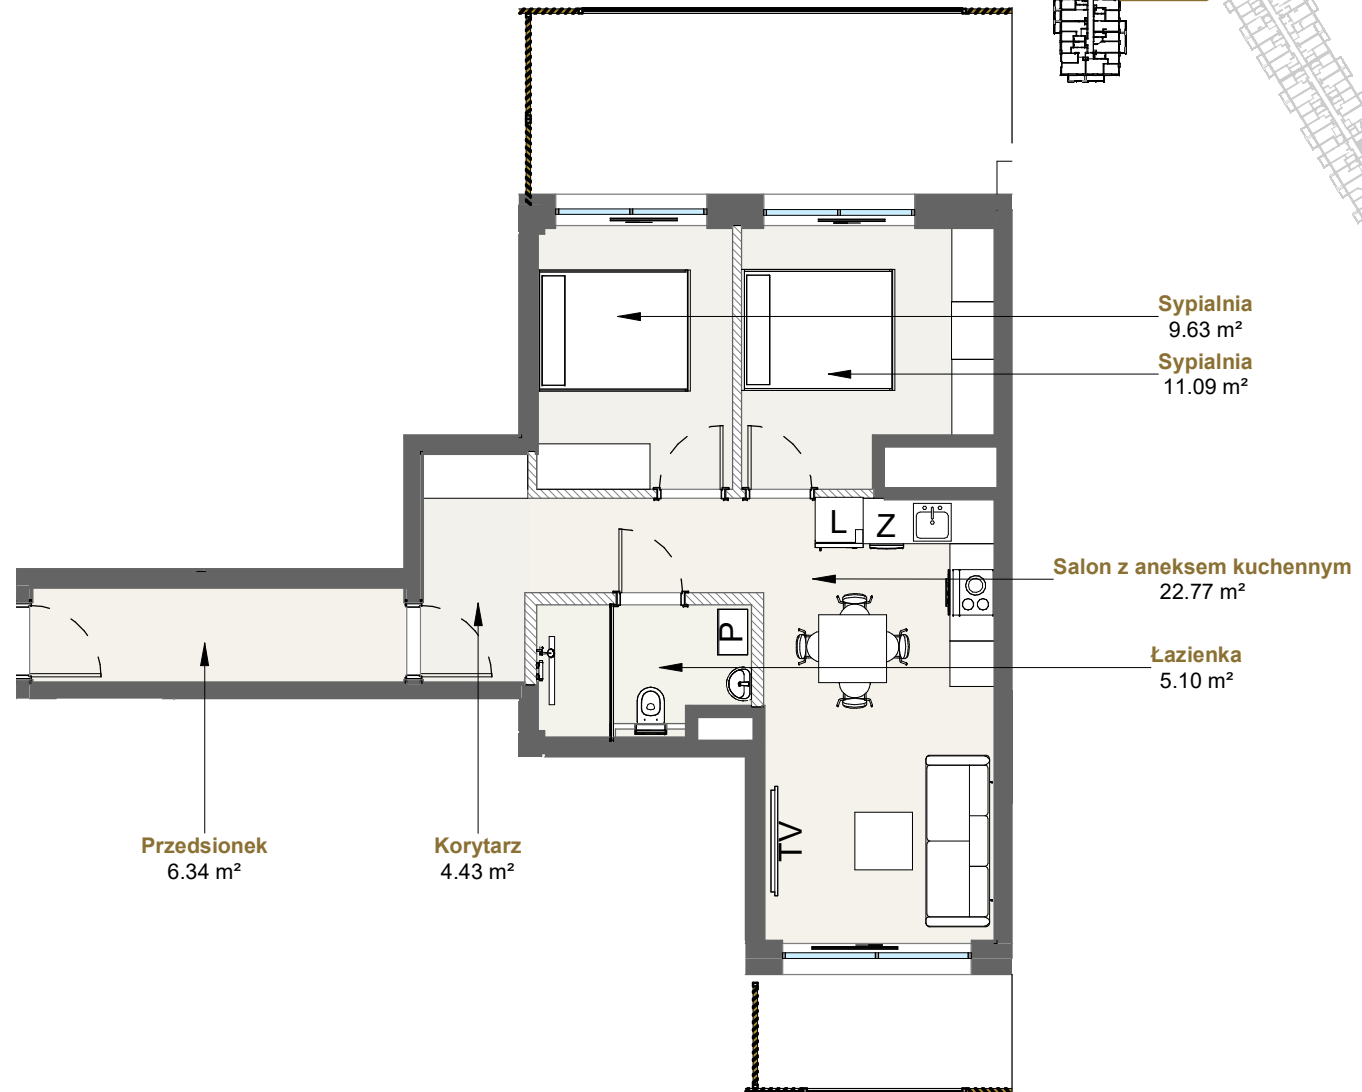 Sypialnia
9.63 m²
Sypialnia
11.09 m²
L
Z
Salon z aneksem kuchennym
22.77 m²
P
Łazienka
5.10 m²
TV
Przedsionek
6.34 m²
Korytarz
4.43 m²